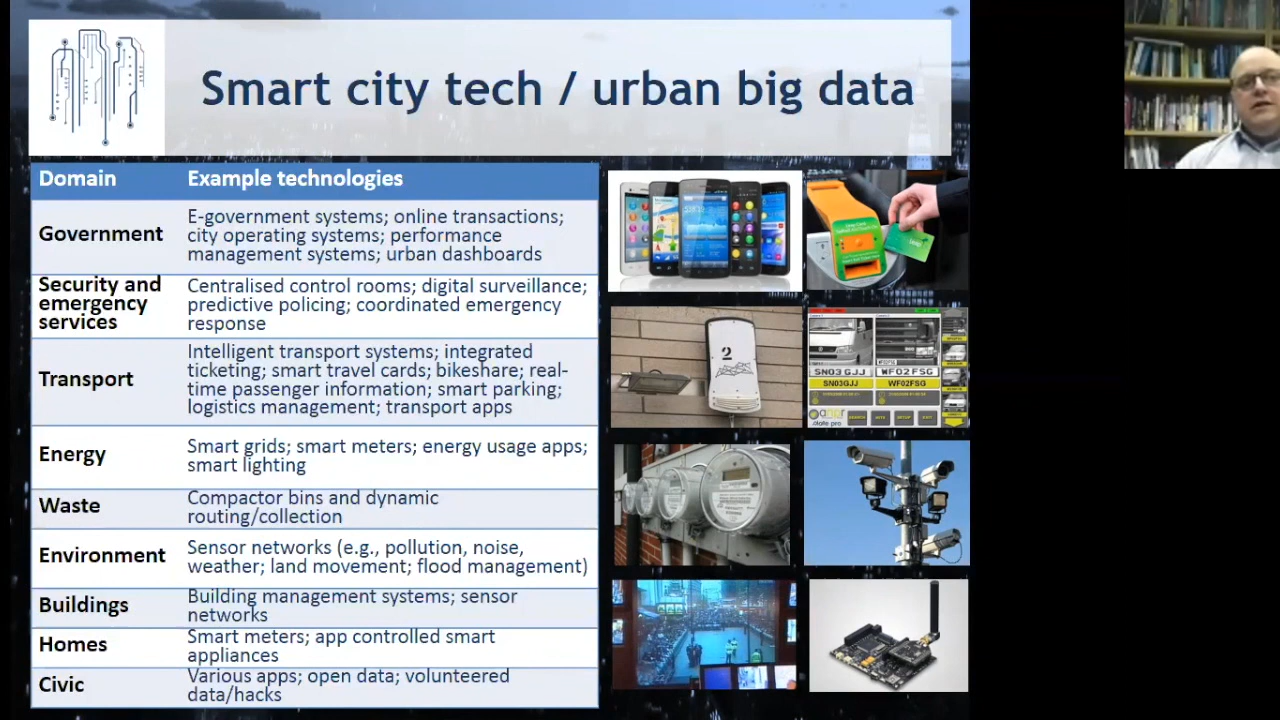 Smart city tech / urban big data
Domain
Example technologies
Government
E-government systems; online transactions;
city operating systems; performance
management systems; urban dashboards
Security and
emergency
services
Centralised control rooms; digital surveillance;
predictive policing; coordinated emergency
response
Transport
Intelligent transport systems; integrated
ticketing; smart travel cards; bikeshare; real-
time passenger information; smart parking;
logistics management; transport apps
Energy
Smart grids; smart meters; energy usage apps;
smart lighting
Waste
Compactor bins and dynamic
routing/collection
Environment
Sensor networks (e.g., pollution, noise,
weather; land movement; flood management)
Buildings
Building management systems; sensor
networks
Homes
Smart meters; app controlled smart
appliances
Civic
Various apps; open data; volunteered
data/hacks
2
SN03GJJ
WF02FSG
SN03GJJ
WF02FSG